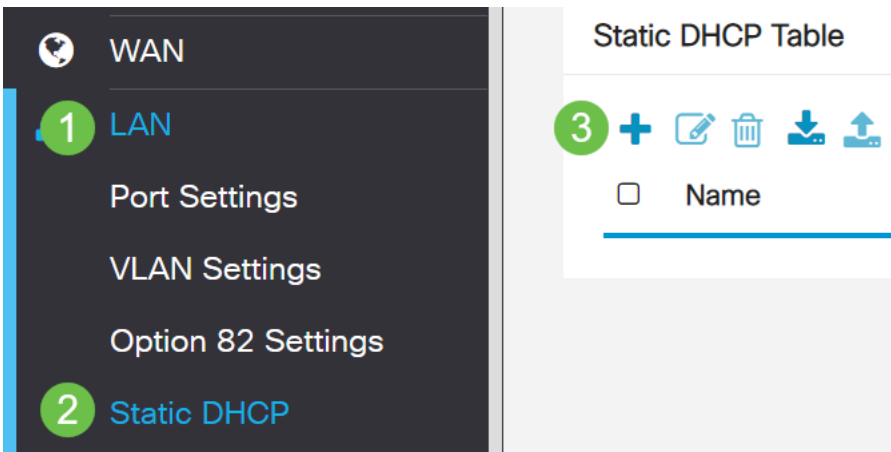 WAN
1 LAN
Port Settings
VLAN Settings
Option 82 Settings
2 Static DHCP
Static DHCP Table
3
Name